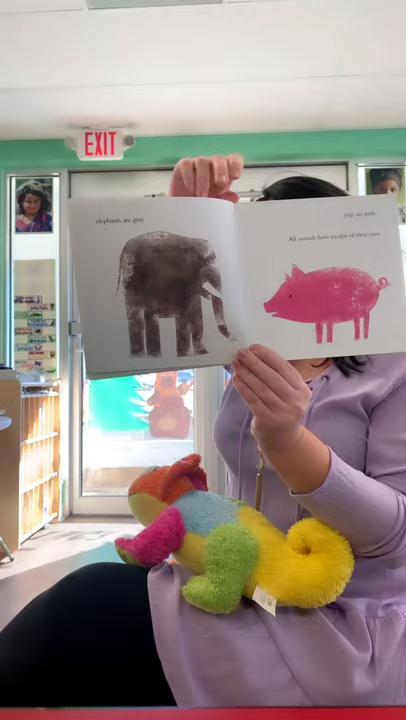 EXIT
elephants are gray
pigs are pink.
All animals have a color of their own